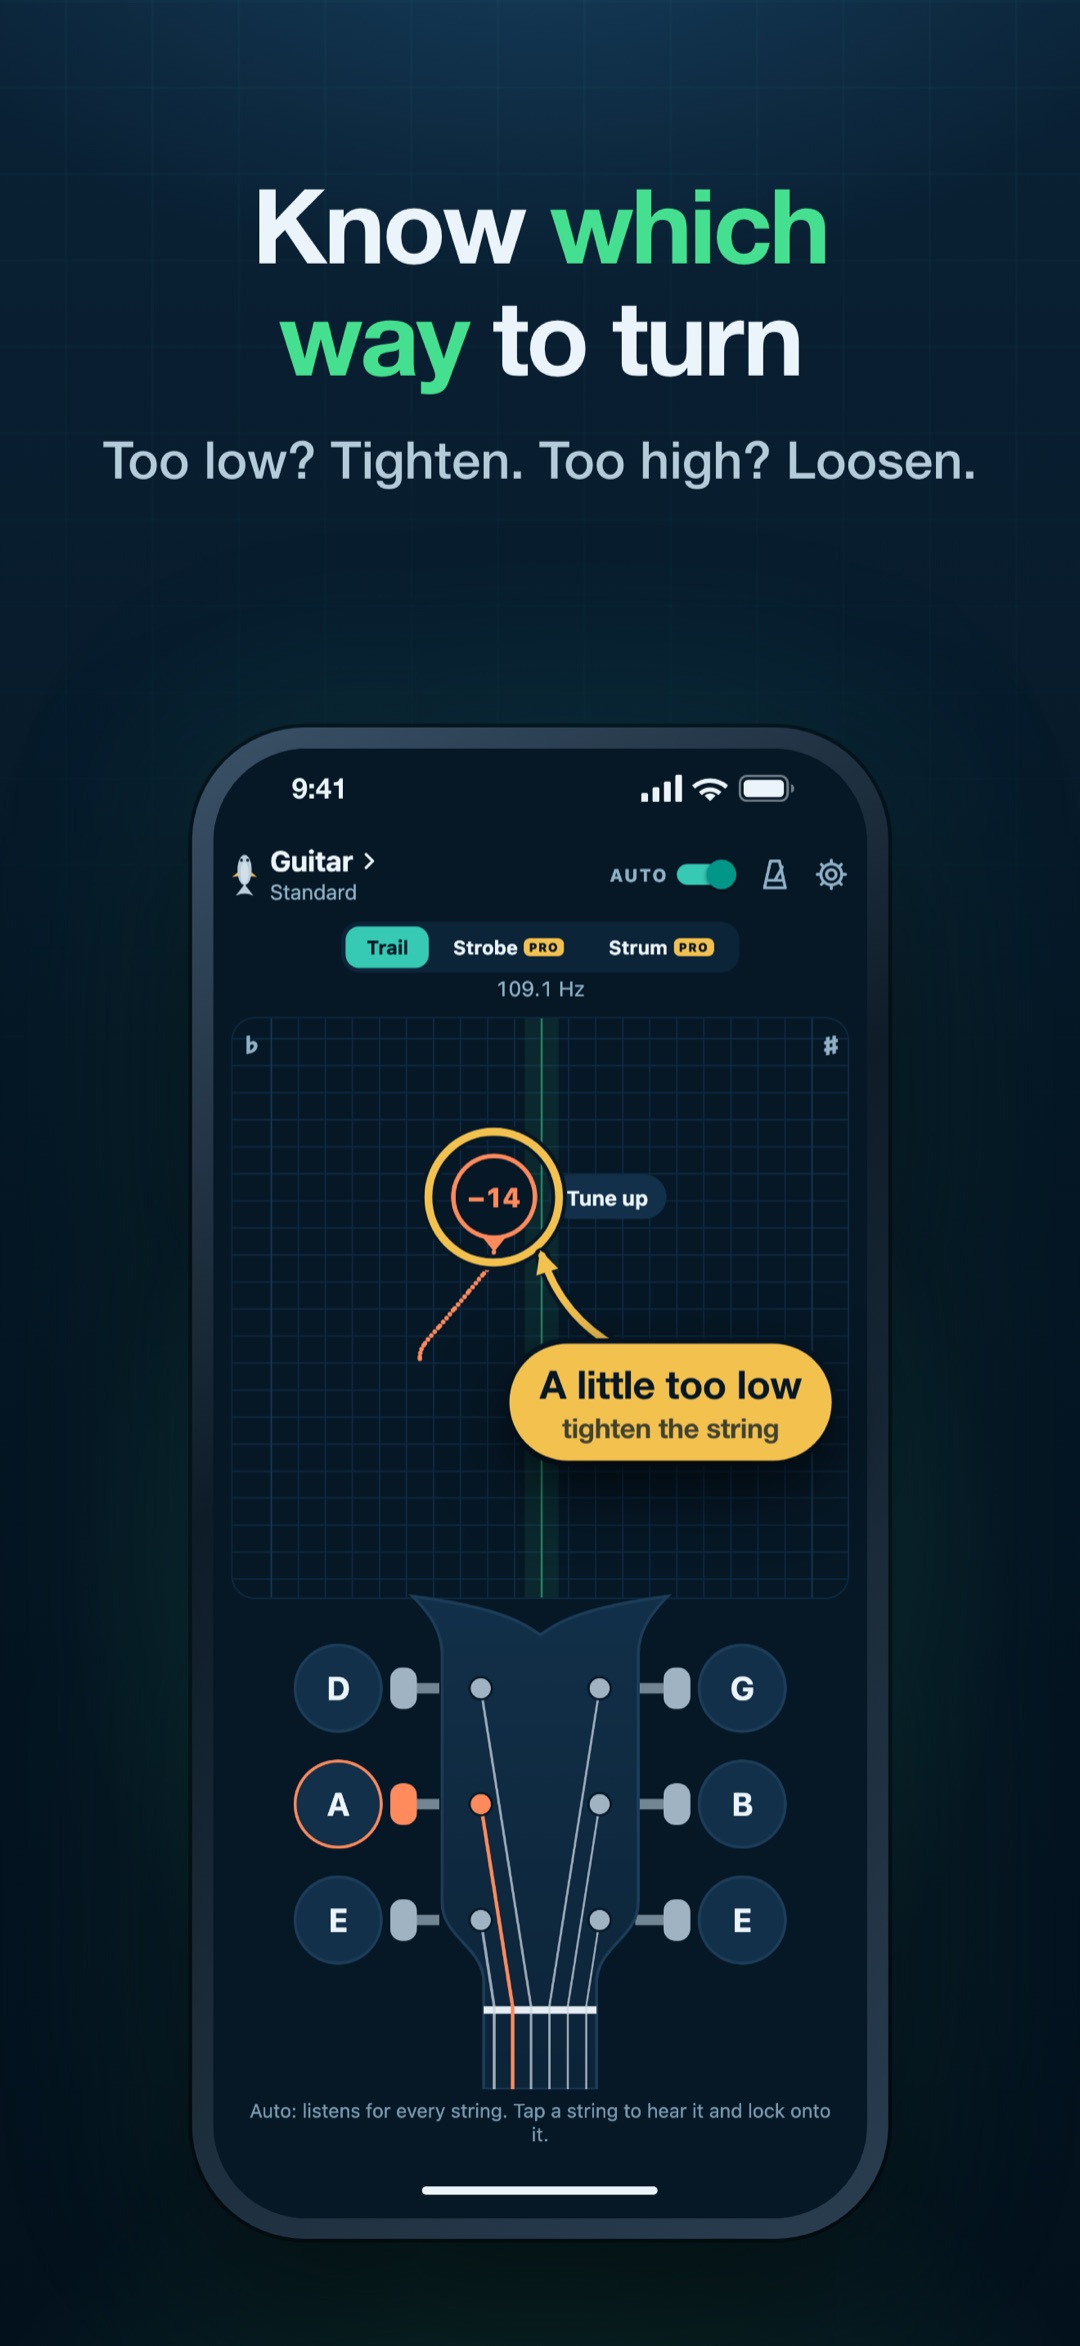 Know which
way to turn
Too low? Tighten. Too high? Loosen.
9:41
Guitar
Standard
AUTO
Trail
Strobe PRO
Strum PRO
109.1 Hz
♭
♯
−14
Tune up
A little too low
tighten the string
D
G
A
B
E
E
Auto: listens for every string. Tap a string to hear it and lock onto
it.